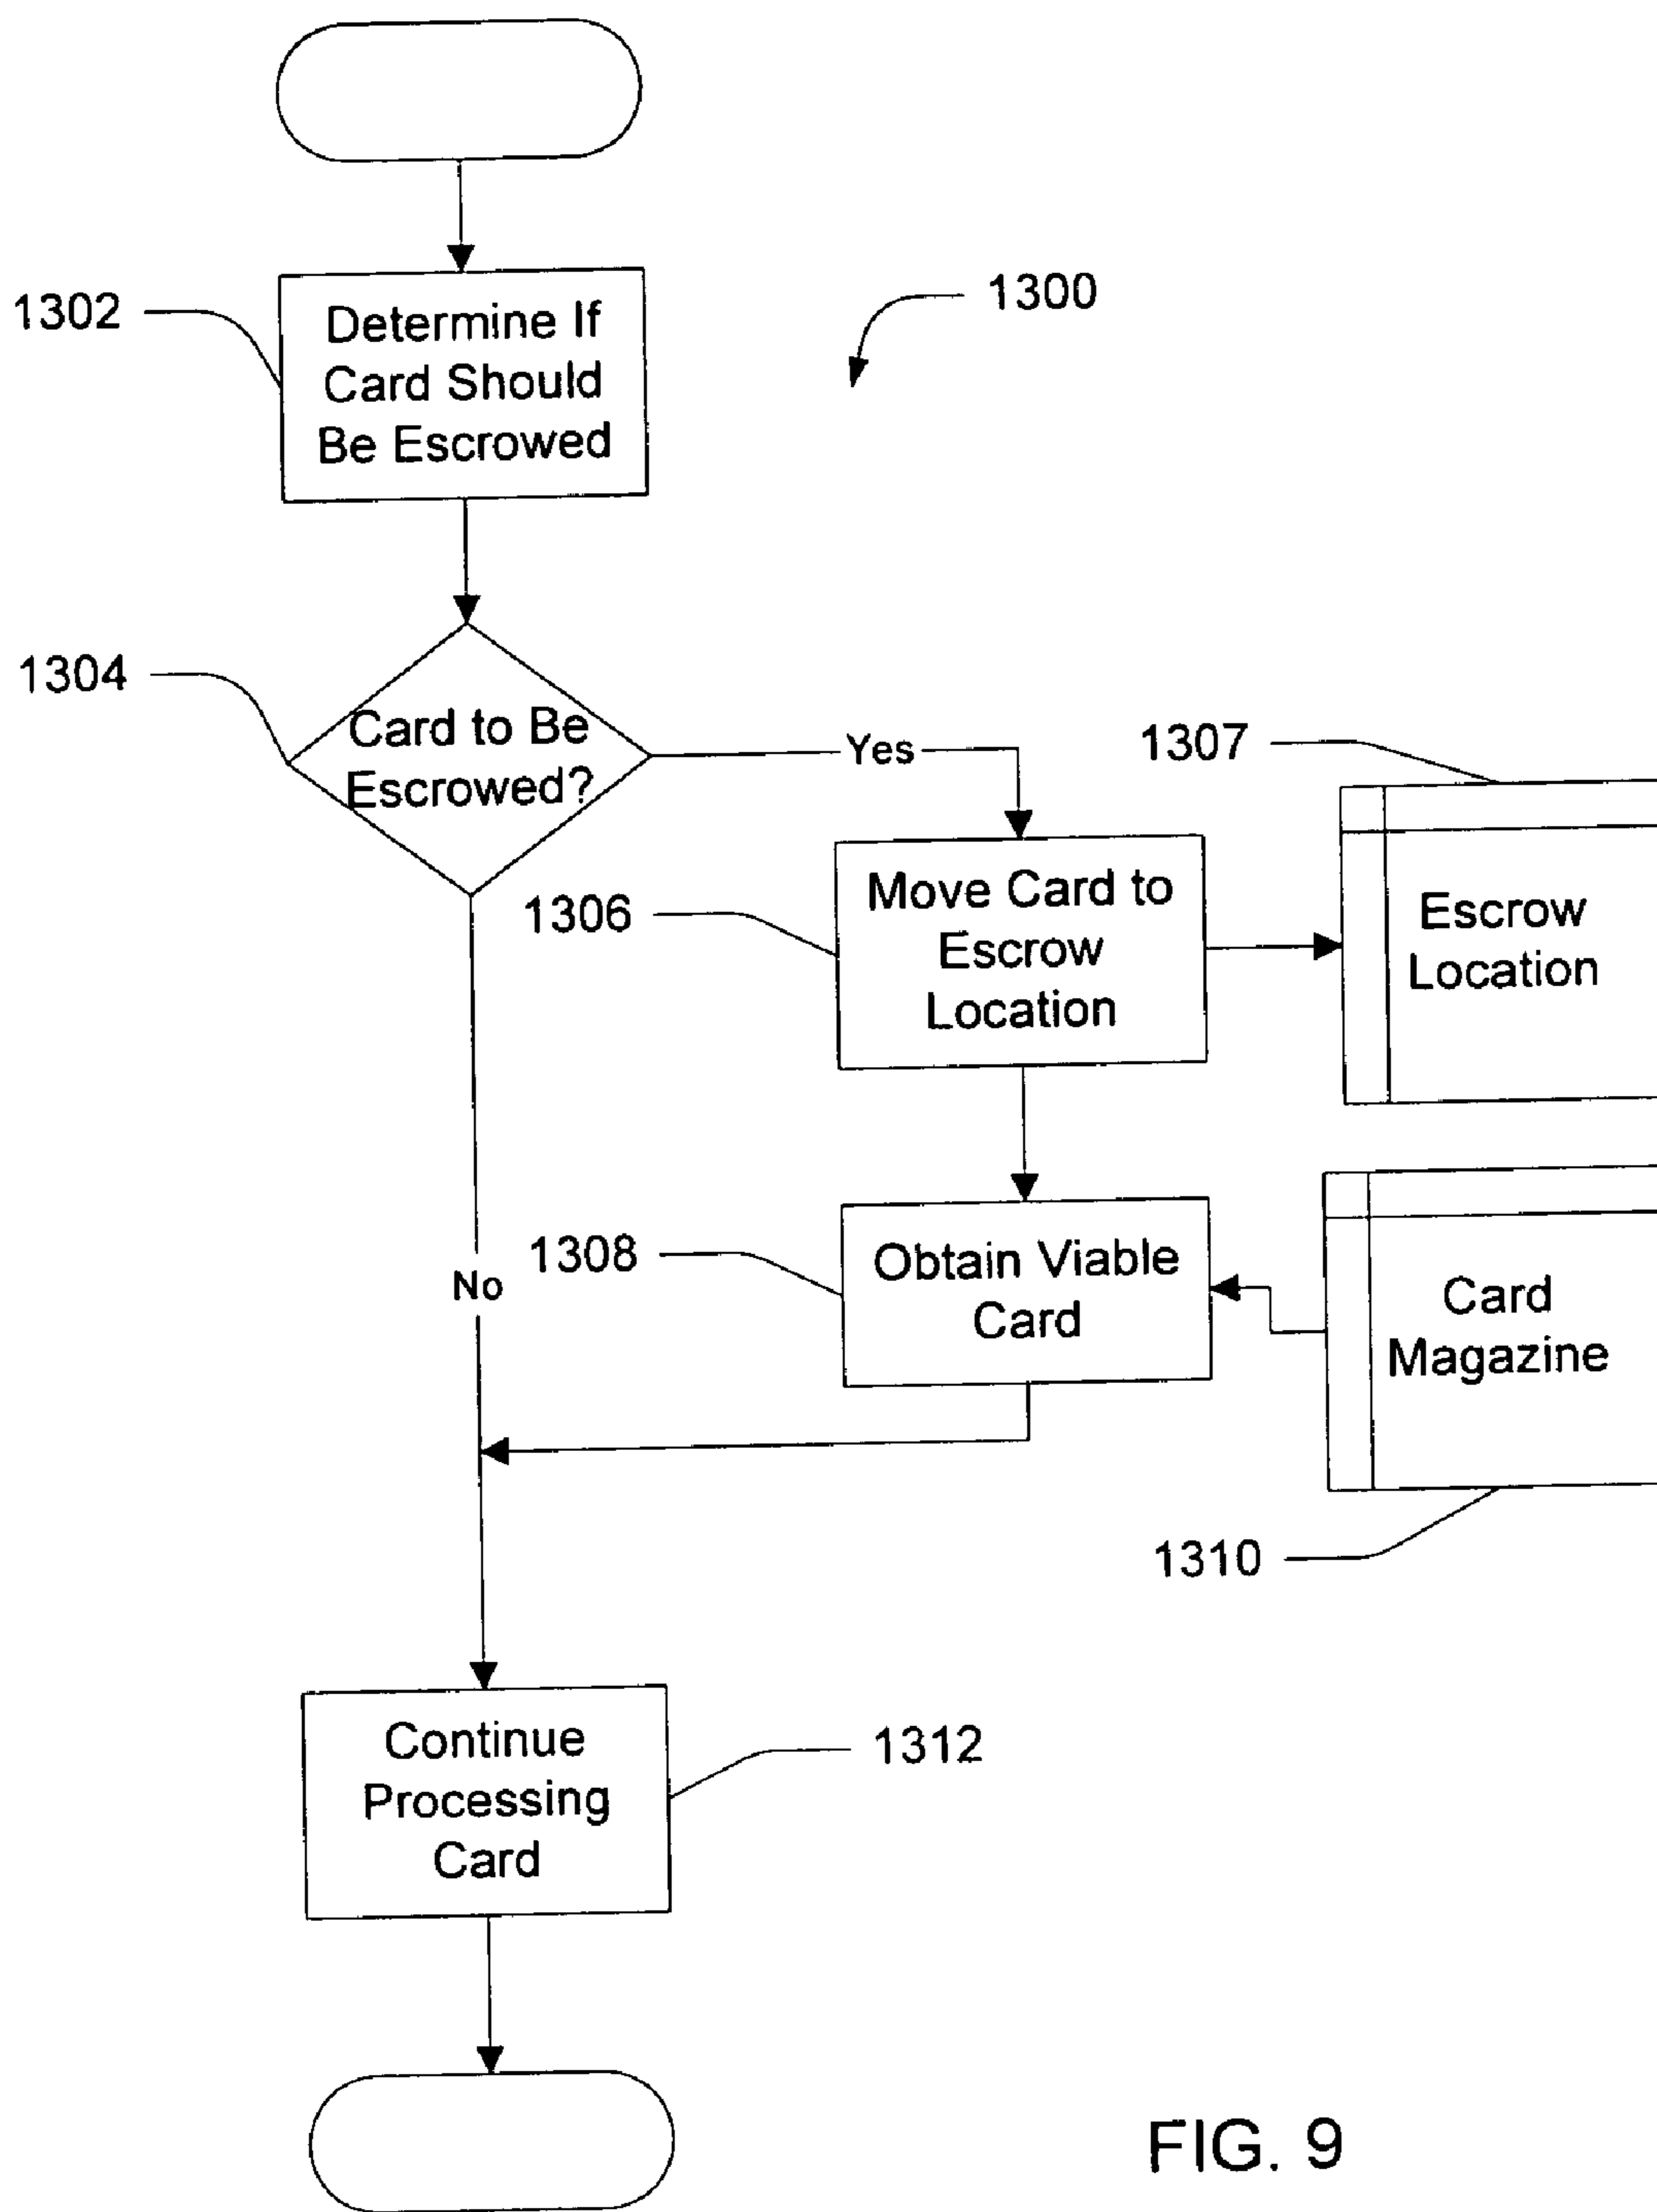 1300
1302
Determine If
Card Should
Be Escrowed
1304
Card to Be
Escrowed?
Yes
1307
1306
Move Card to
Escrow
Location
Escrow
Location
No
1308
Obtain Viable
Card
Card
Magazine
1310
Continue
Processing
Card
1312
FIG. 9